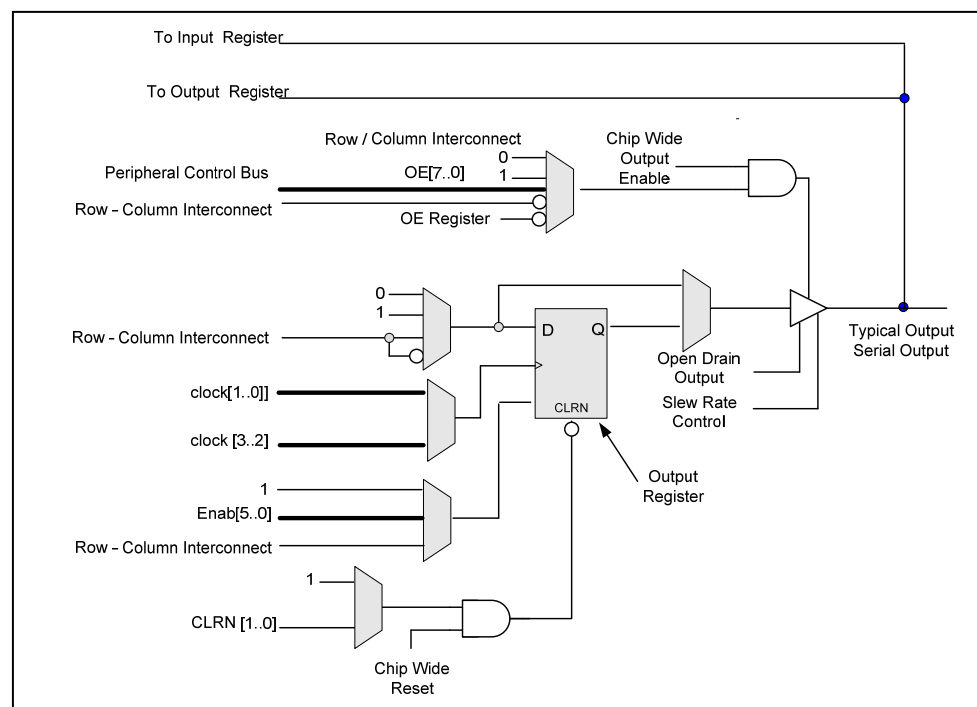 To Input Register
To Output Register
Row / Column Interconnect
0
1
OE[7..0]
Peripheral Control Bus
Row - Column Interconnect
OE Register
Chip Wide
Output
Enable
0
1
Row - Column Interconnect
D
Q
CLRN
clock[1..0]]
clock [3..2]
Typical Output
Serial Output
Open Drain
Output
Slew Rate
Control
Output
Register
1
Enab[5..0]
Row - Column Interconnect
1
CLRN [1..0]
Chip Wide
Reset